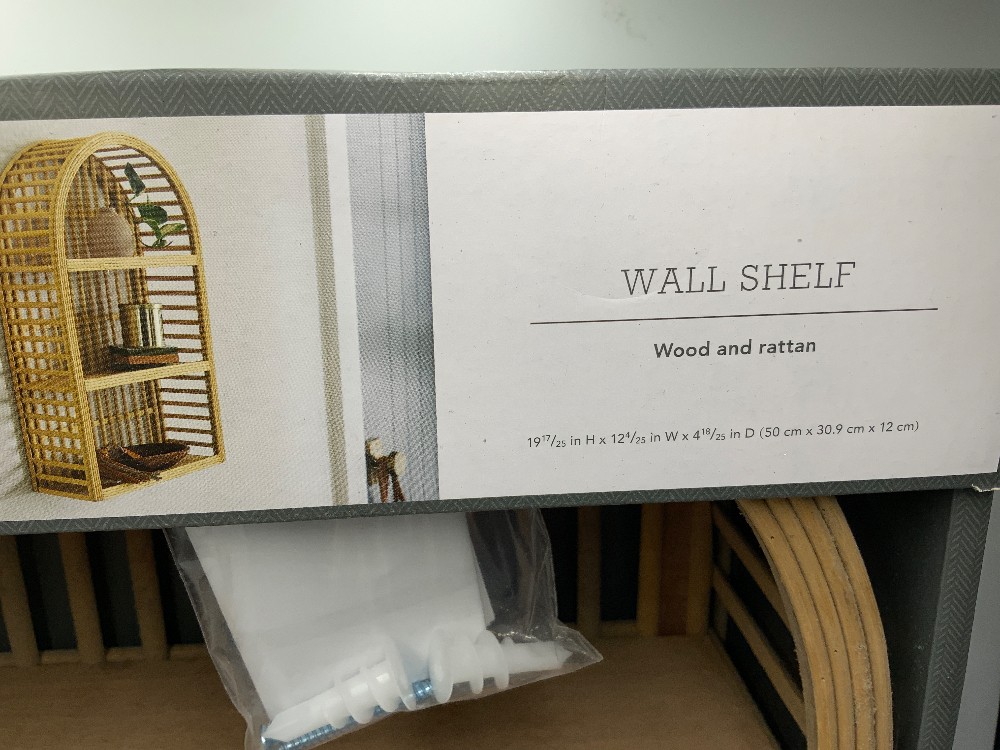 WALL SHELF
Wood and rattan
19¹⁷/₂₅ in H x 12⁴/₂₅ in W x 4¹⁸/₂₅ in D (50 cm x 30.9 cm x 12 cm)